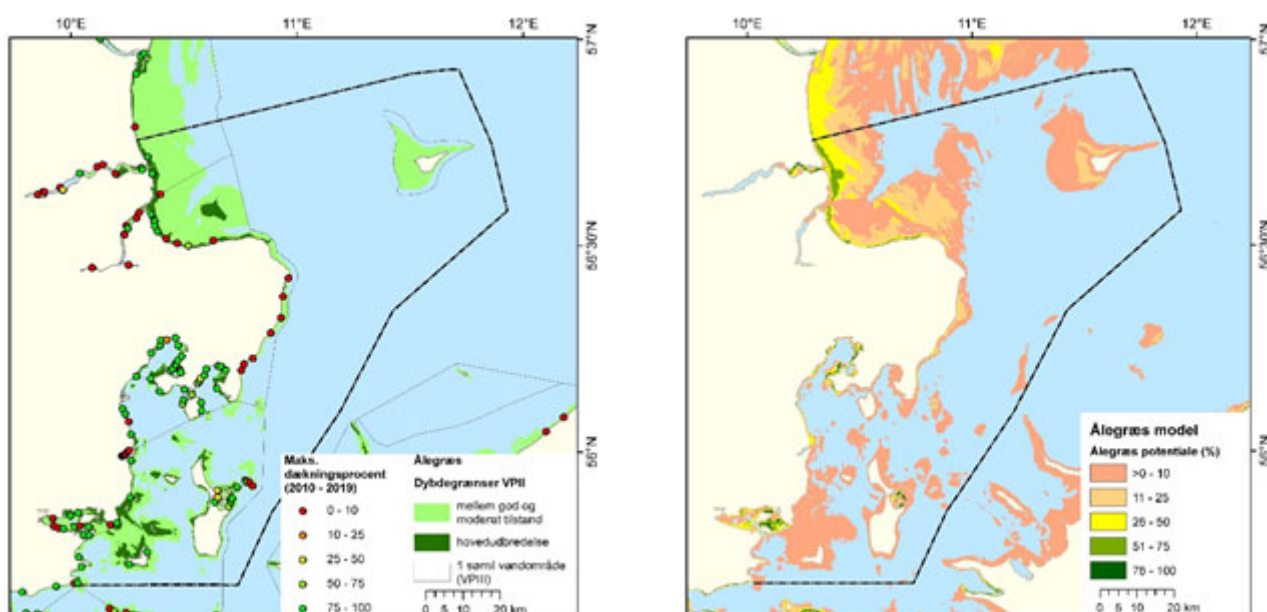 10°E 11°E 12°E
57°N
56°30'N
56°N
Maks.
dækningsprocent
(2010 - 2019)
0 - 10
10 - 25
25 - 50
50 - 75
75 - 100
Ålegræs
Dybdegrænser VPII
mellem god og
moderat tilstand
hovedudbredelse
1 sømil vandområde
(VPIII)
0 5 10 20 km
10°E 11°E 12°E
57°N
56°30'N
56°N
Ålegræs model
Ålegræs potentiale (%)
>0 - 10
11 - 25
26 - 50
51 - 75
76 - 100
0 5 10 20 km